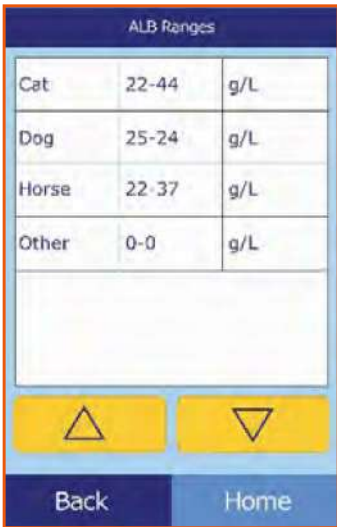 ALB Ranges
Cat 22-44 g/L
Dog 25-24 g/L
Horse 22-37 g/L
Other 0-0 g/L
Back Home